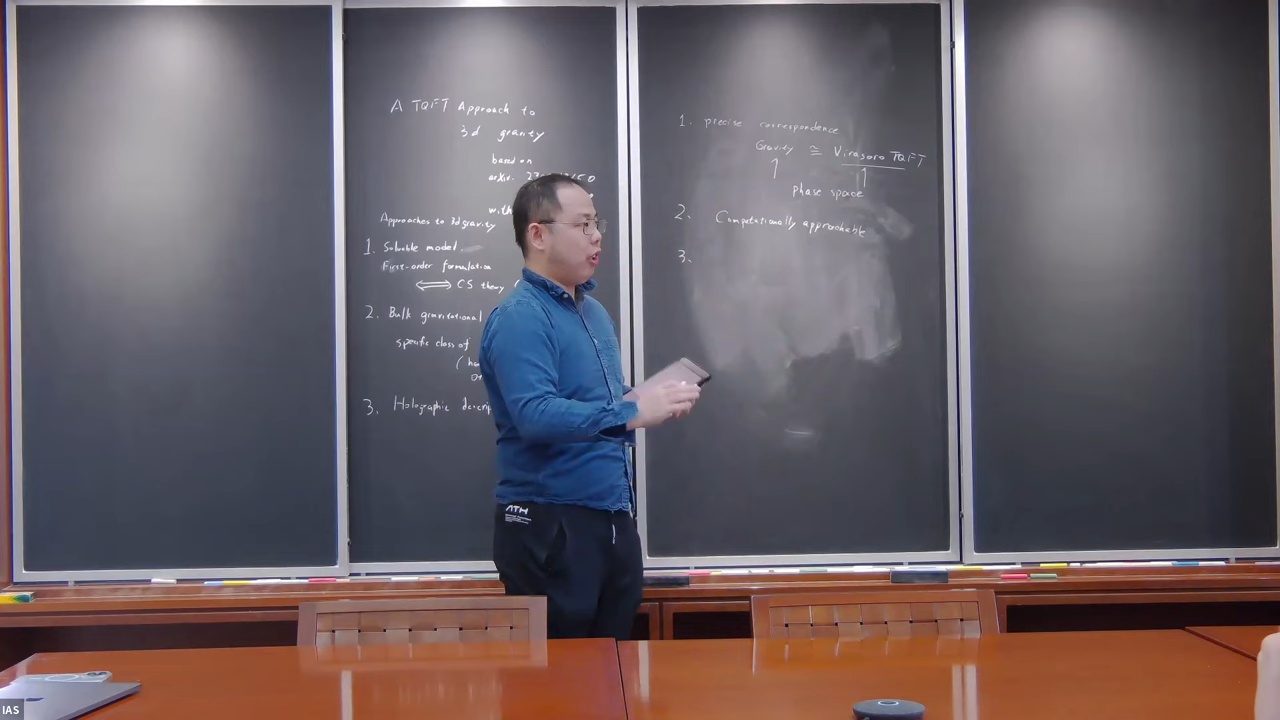 A TQFT Approach to
3d gravity
based on
arxiv.
Approaches to 3d gravity
1. Soluble model
First-order formulation
⟺ CS theory
2. Bulk gravitational
specific class of
3. Holographic
1. precise correspondence
Gravity ≅ Virasoro TQFT
↑ ↑
phase space
2. Computationally approachable
3.
ATH
IAS